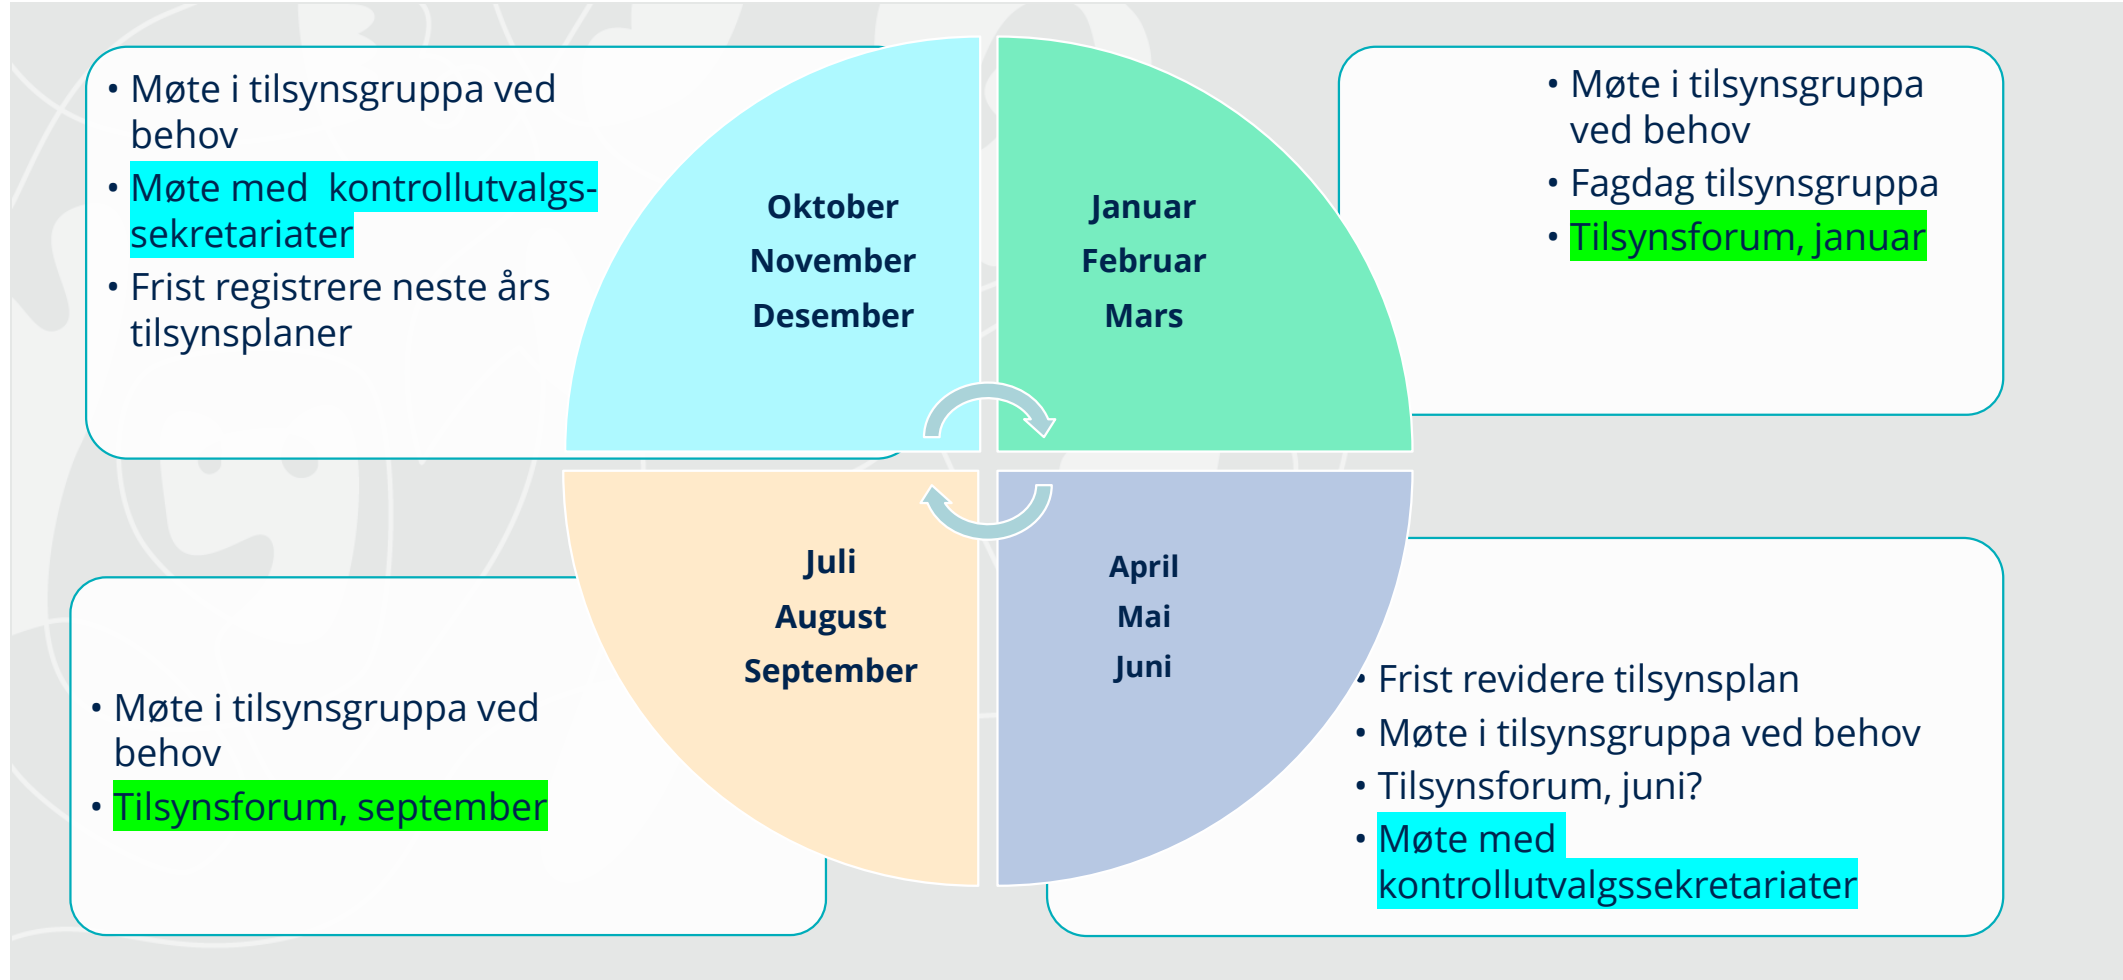 • Møte i tilsynsgruppa ved
behov
• Møte med  kontrollutvalgs-
sekretariater
• Frist registrere neste års
tilsynsplaner
Oktober
November
Desember
Januar
Februar
Mars
• Møte i tilsynsgruppa
ved behov
• Fagdag tilsynsgruppa
• Tilsynsforum, januar
• Møte i tilsynsgruppa ved
behov
• Tilsynsforum, september
Juli
August
September
April
Mai
Juni
• Frist revidere tilsynsplan
• Møte i tilsynsgruppa ved behov
• Tilsynsforum, juni?
• Møte med
kontrollutvalgssekretariater